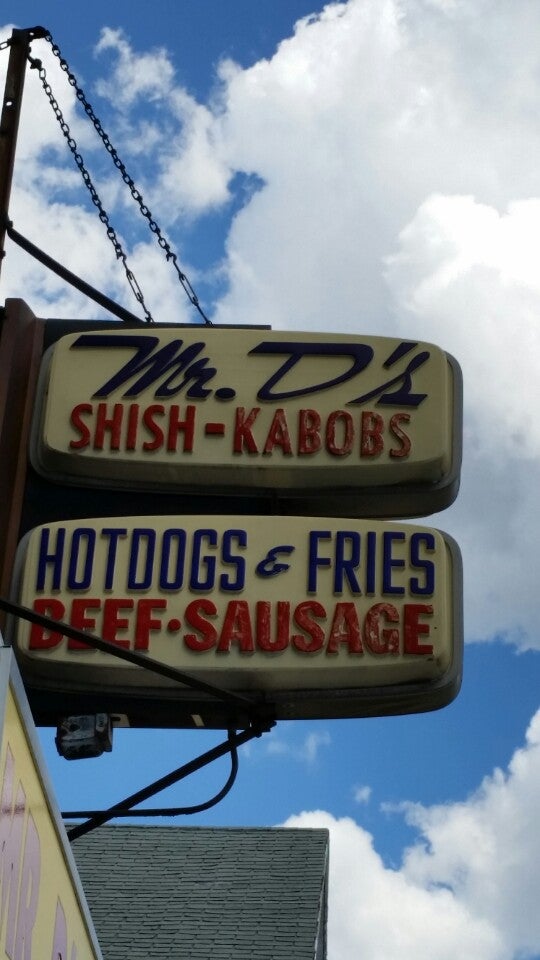 Mr. D's
SHISH-KABOBS
HOTDOGS & FRIES
BEEF·SAUSAGE